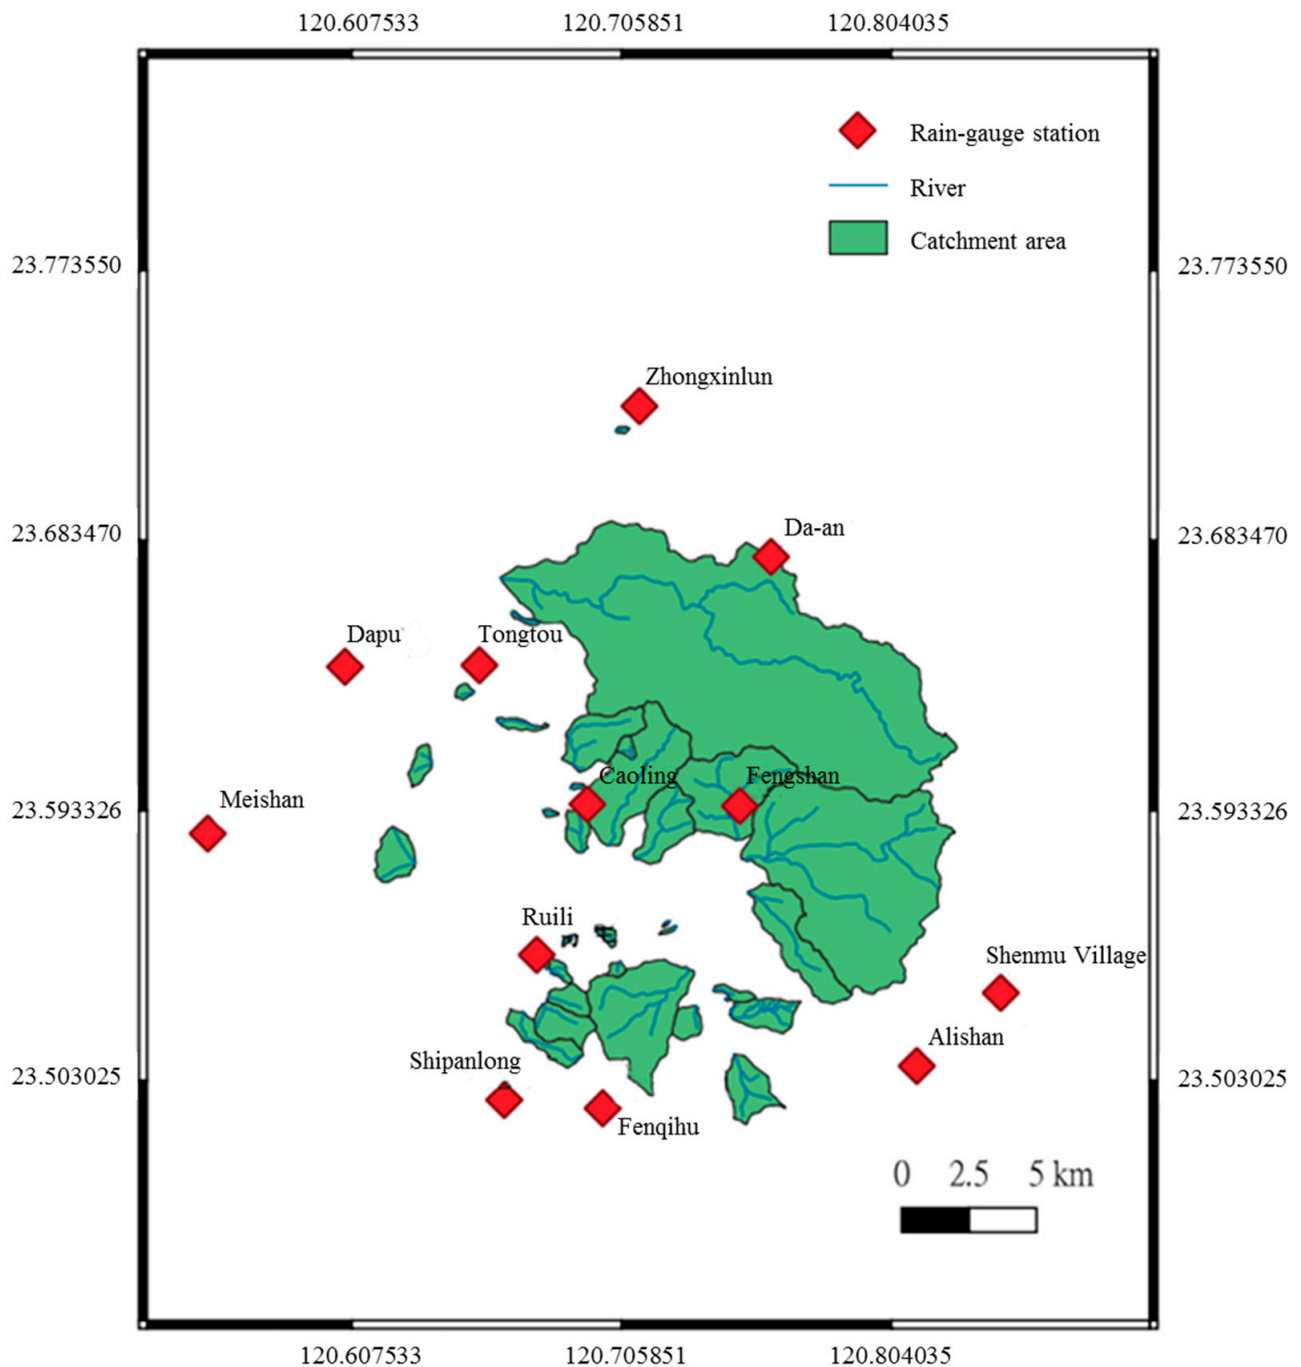 120.607533 120.705851 120.804035
Rain-gauge station
River
Catchment area
23.773550 23.773550
Zhongxinlun
23.683470 23.683470
Da-an
Dapu Tongtou
Caoling Fengshan
Meishan
23.593326 23.593326
Ruili
Shenmu Village
Alishan
Shipanlong
23.503025 23.503025
Fenqihu
0 2.5 5 km
120.607533 120.705851 120.804035